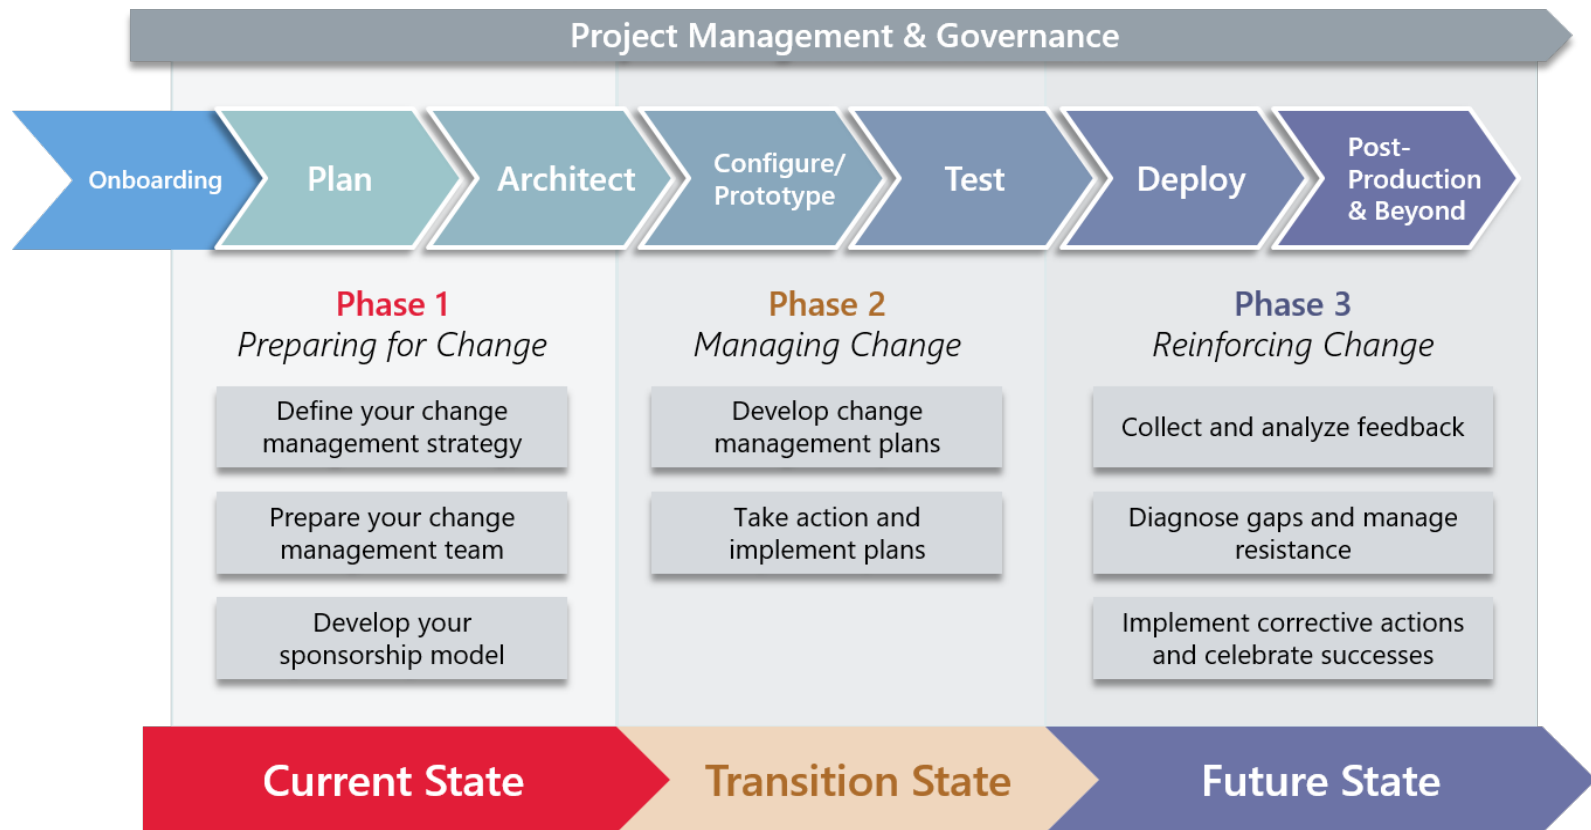 Project Management & Governance
Onboarding
Plan
Architect
Configure/
Prototype
Test
Deploy
Post-
Production
& Beyond
Phase 1
Preparing for Change
Define your change
management strategy
Prepare your change
management team
Develop your
sponsorship model
Phase 2
Managing Change
Develop change
management plans
Take action and
implement plans
Phase 3
Reinforcing Change
Collect and analyze feedback
Diagnose gaps and manage
resistance
Implement corrective actions
and celebrate successes
Current State
Transition State
Future State